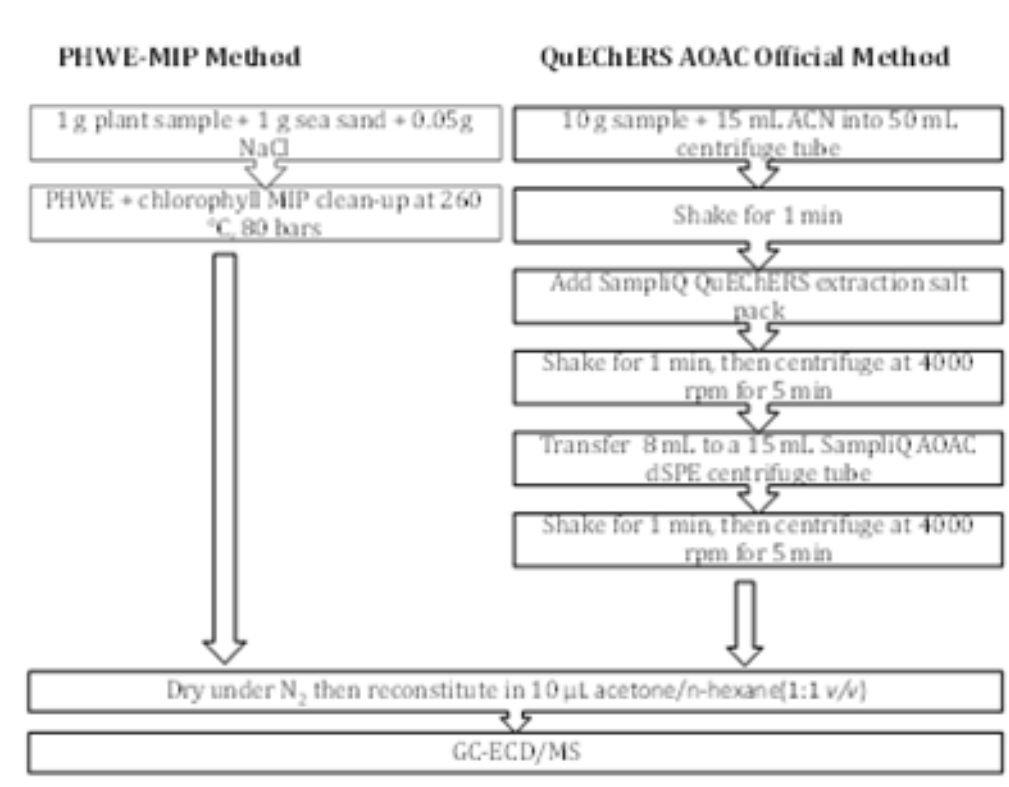 PHWE-MIP Method
1 g plant sample + 1 g sea sand + 0.05g
NaCl
PHWE + chlorophyll MIP clean-up at 260
°C, 80 bars
QuEChERS AOAC Official Method
10 g sample + 15 mL ACN into 50 mL
centrifuge tube
Shake for 1 min
Add SampliQ QuEChERS extraction salt
pack
Shake for 1 min, then centrifuge at 4000
rpm for 5 min
Transfer 8 mL to a 15 mL SampliQ AOAC
dSPE centrifuge tube
Shake for 1 min, then centrifuge at 4000
rpm for 5 min
Dry under N₂ then reconstitute in 10 µL acetone/n-hexane(1:1 v/v)
GC-ECD/MS